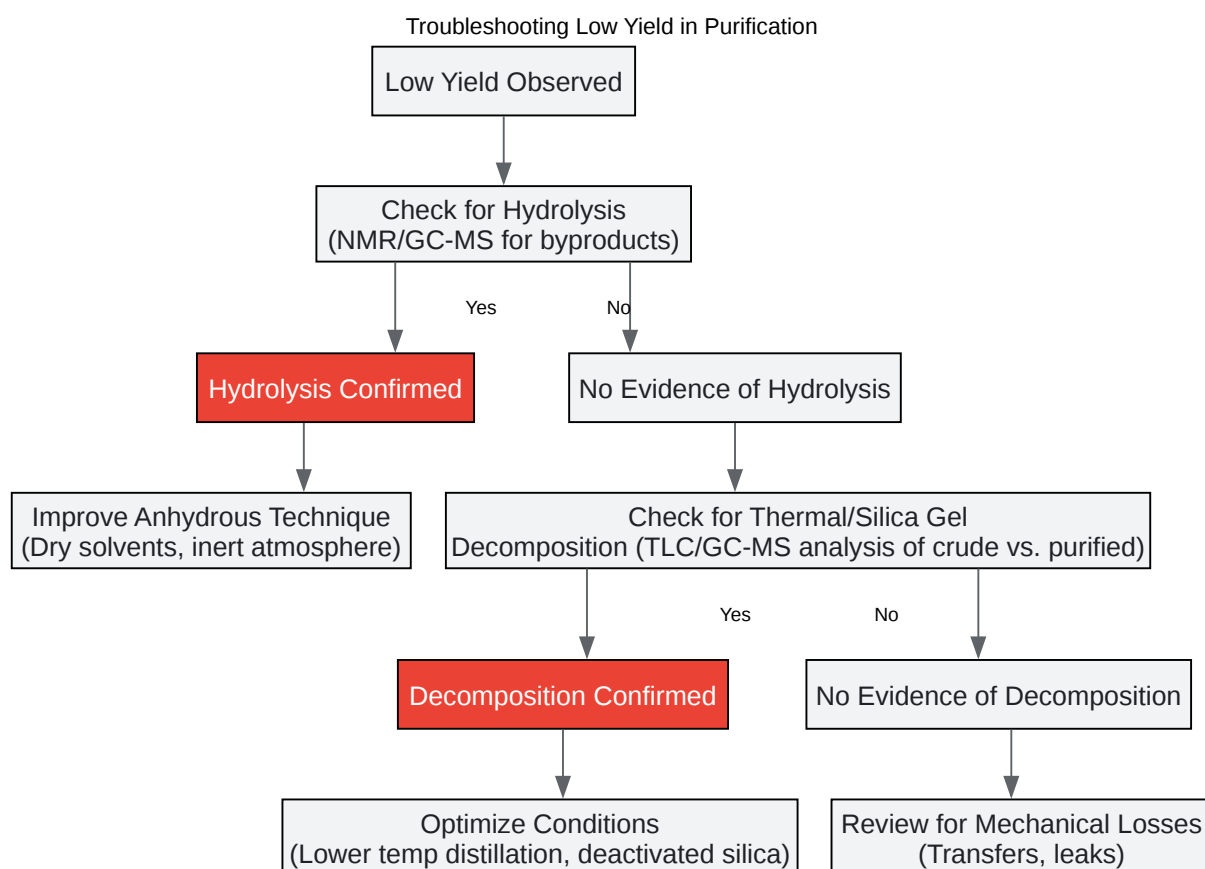 Troubleshooting Low Yield in Purification
Low Yield Observed
Check for Hydrolysis
(NMR/GC-MS for byproducts)
Yes
No
Hydrolysis Confirmed
No Evidence of Hydrolysis
Improve Anhydrous Technique
(Dry solvents, inert atmosphere)
Check for Thermal/Silica Gel
Decomposition (TLC/GC-MS analysis of crude vs. purified)
Yes
No
Decomposition Confirmed
No Evidence of Decomposition
Optimize Conditions
(Lower temp distillation, deactivated silica)
Review for Mechanical Losses
(Transfers, leaks)